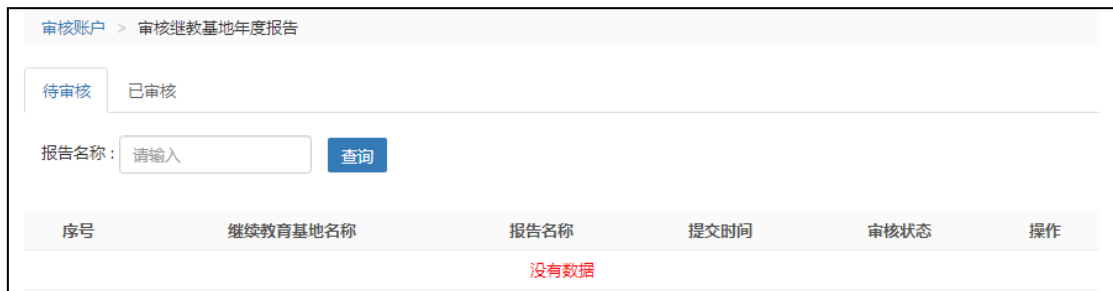 审核账户 > 审核继教基地年度报告
待审核 已审核
报告名称： 请输入 查询
序号 继续教育基地名称 报告名称 提交时间 审核状态 操作
没有数据